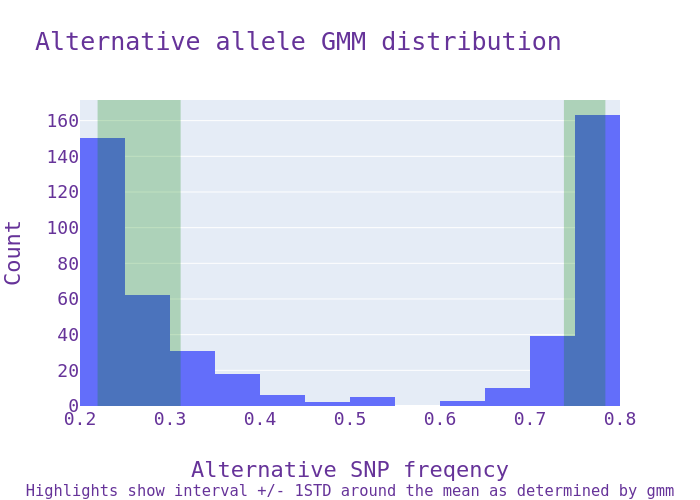 Alternative allele GMM distribution
160
140
120
100
80
60
40
20
0
Count
0.2 0.3 0.4 0.5 0.6 0.7 0.8
Alternative SNP freqency
Highlights show interval +/- 1STD around the mean as determined by gmm